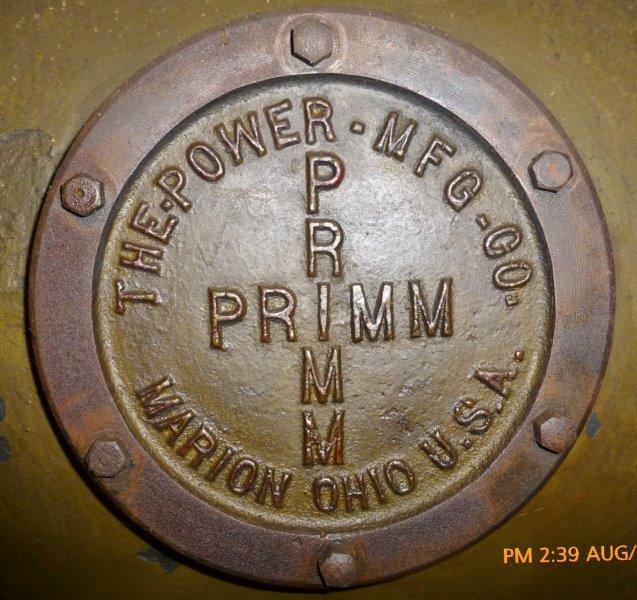 THE·POWER-MFG-CO-
PRIMM
PRIMM
MARION OHIO U.S.A.
PM 2:39 AUG/